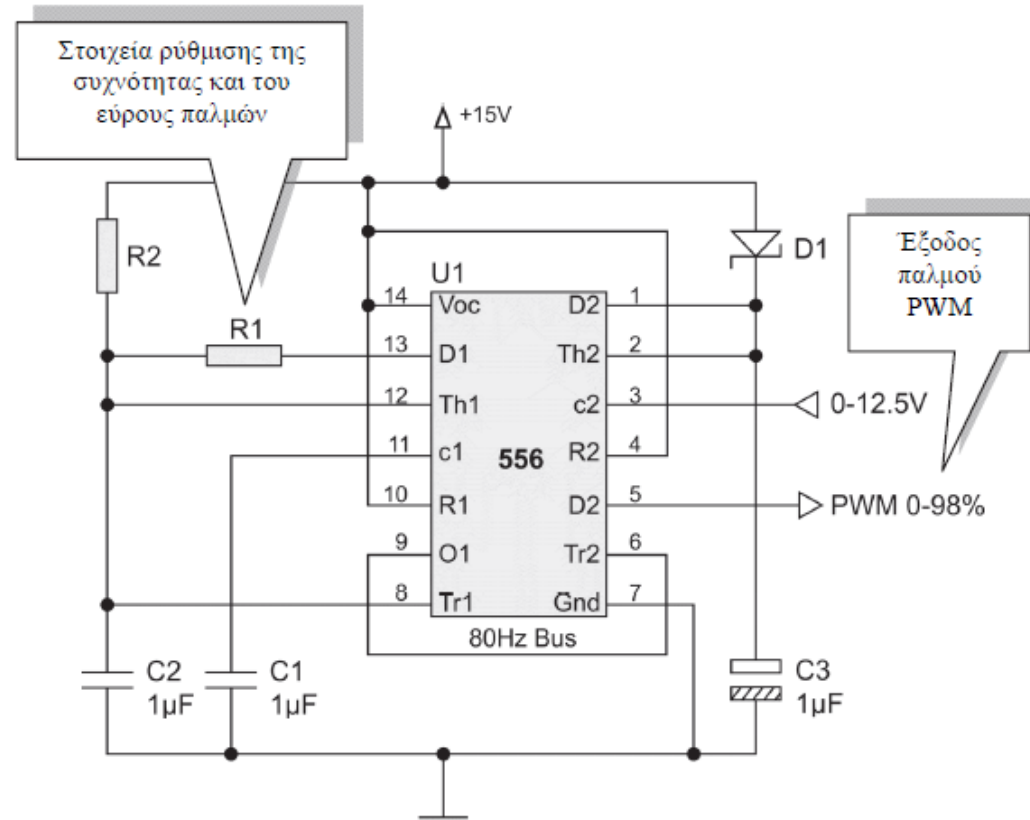 Στοιχεία ρύθμισης της
συχνότητας και του
εύρους παλμών
+15V
R2
R1
D1
Έξοδος
παλμού
PWM
U1
14 Voc D2 1
13 D1 Th2 2
12 Th1 c2 3
0-12.5V
11 c1 R2 4
556
10 R1 D2 5
PWM 0-98%
9 O1 Tr2 6
8 Tr1 Gnd 7
80Hz Bus
C2
1µF
C1
1µF
C3
1µF